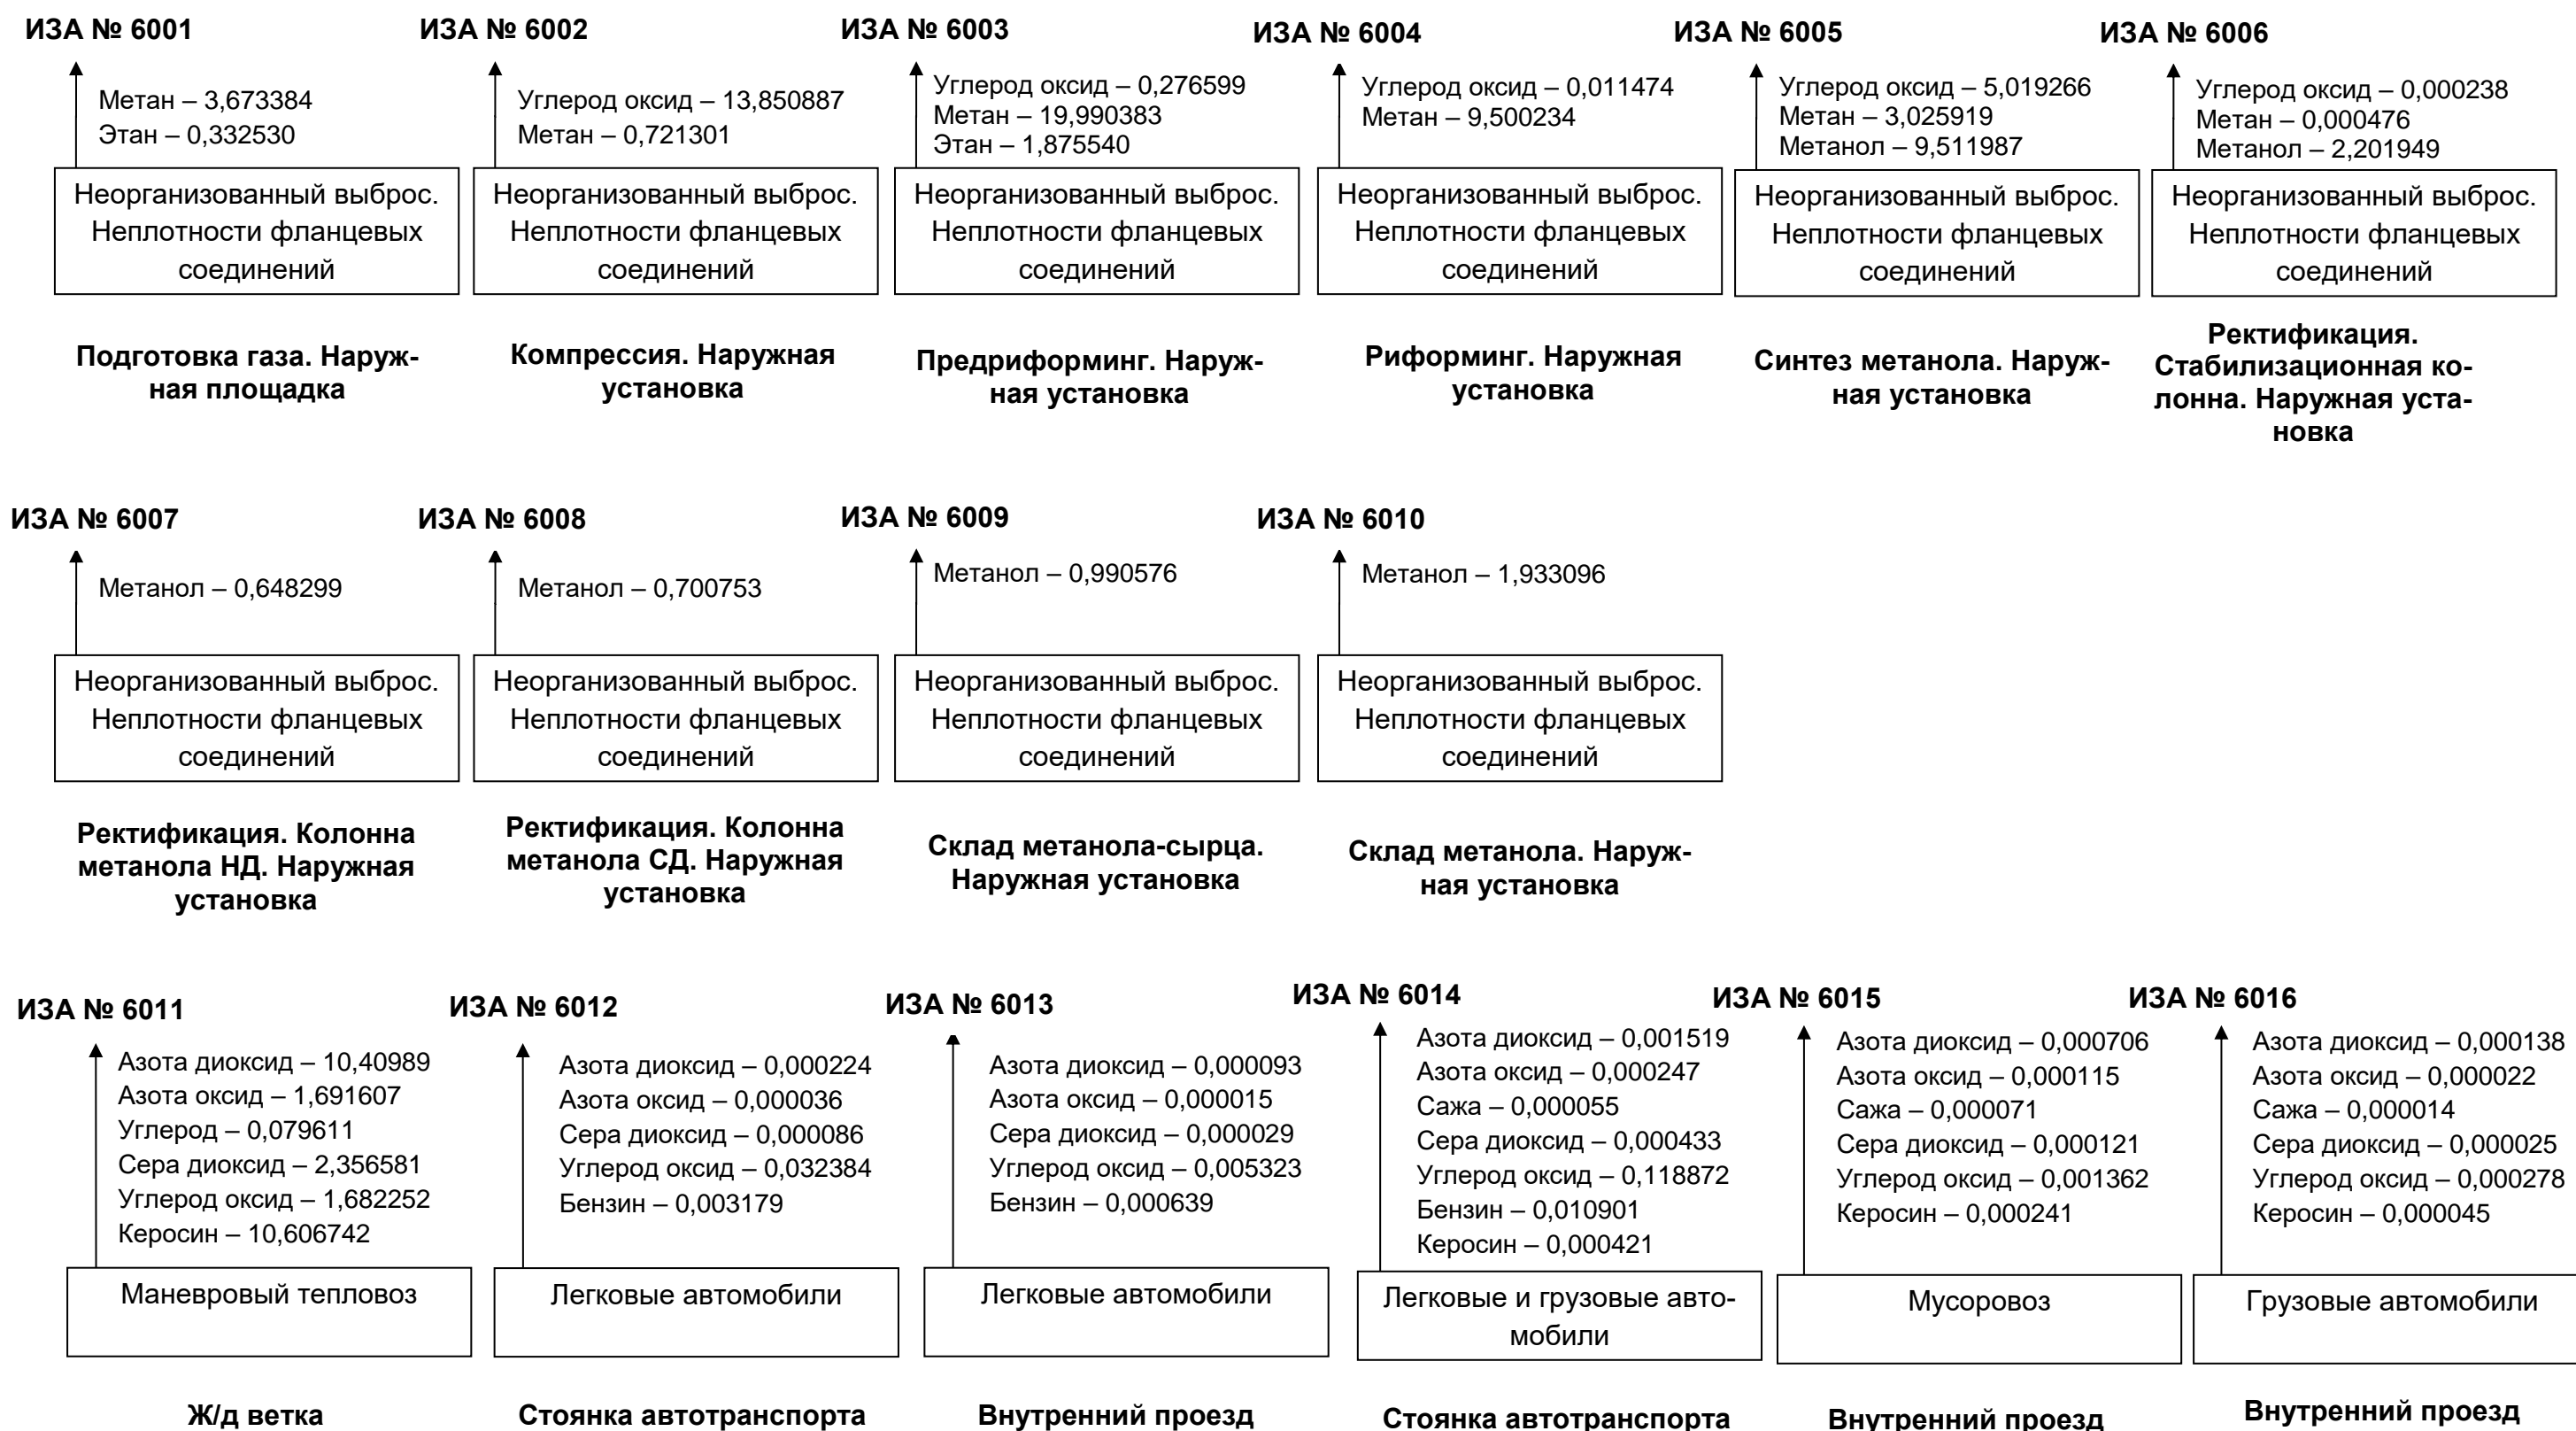 ИЗА № 6001
Метан – 3,673384
Этан – 0,332530
Неорганизованный выброс.
Неплотности фланцевых
соединений
Подготовка газа. Наруж-
ная площадка
ИЗА № 6002
Углерод оксид – 13,850887
Метан – 0,721301
Неорганизованный выброс.
Неплотности фланцевых
соединений
Компрессия. Наружная
установка
ИЗА № 6003
Углерод оксид – 0,276599
Метан – 19,990383
Этан – 1,875540
Неорганизованный выброс.
Неплотности фланцевых
соединений
Предриформинг. Наруж-
ная установка
ИЗА № 6004
Углерод оксид – 0,011474
Метан – 9,500234
Неорганизованный выброс.
Неплотности фланцевых
соединений
Риформинг. Наружная
установка
ИЗА № 6005
Углерод оксид – 5,019266
Метан – 3,025919
Метанол – 9,511987
Неорганизованный выброс.
Неплотности фланцевых
соединений
Синтез метанола. Наруж-
ная установка
ИЗА № 6006
Углерод оксид – 0,000238
Метан – 0,000476
Метанол – 2,201949
Неорганизованный выброс.
Неплотности фланцевых
соединений
Ректификация.
Стабилизационная ко-
лонна. Наружная уста-
новка
ИЗА № 6007
Метанол – 0,648299
Неорганизованный выброс.
Неплотности фланцевых
соединений
Ректификация. Колонна
метанола НД. Наружная
установка
ИЗА № 6008
Метанол – 0,700753
Неорганизованный выброс.
Неплотности фланцевых
соединений
Ректификация. Колонна
метанола СД. Наружная
установка
ИЗА № 6009
Метанол – 0,990576
Неорганизованный выброс.
Неплотности фланцевых
соединений
Склад метанола-сырца.
Наружная установка
ИЗА № 6010
Метанол – 1,933096
Неорганизованный выброс.
Неплотности фланцевых
соединений
Склад метанола. Наруж-
ная установка
ИЗА № 6011
Азота диоксид – 10,40989
Азота оксид – 1,691607
Углерод – 0,079611
Сера диоксид – 2,356581
Углерод оксид – 1,682252
Керосин – 10,606742
Маневровый тепловоз
Ж/д ветка
ИЗА № 6012
Азота диоксид – 0,000224
Азота оксид – 0,000036
Сера диоксид – 0,000086
Углерод оксид – 0,032384
Бензин – 0,003179
Легковые автомобили
Стоянка автотранспорта
ИЗА № 6013
Азота диоксид – 0,000093
Азота оксид – 0,000015
Сера диоксид – 0,000029
Углерод оксид – 0,005323
Бензин – 0,000639
Легковые автомобили
Внутренний проезд
ИЗА № 6014
Азота диоксид – 0,001519
Азота оксид – 0,000247
Сажа – 0,000055
Сера диоксид – 0,000433
Углерод оксид – 0,118872
Бензин – 0,010901
Керосин – 0,000421
Легковые и грузовые авто-
мобили
Стоянка автотранспорта
ИЗА № 6015
Азота диоксид – 0,000706
Азота оксид – 0,000115
Сажа – 0,000071
Сера диоксид – 0,000121
Углерод оксид – 0,001362
Керосин – 0,000241
Мусоровоз
Внутренний проезд
ИЗА № 6016
Азота диоксид – 0,000138
Азота оксид – 0,000022
Сажа – 0,000014
Сера диоксид – 0,000025
Углерод оксид – 0,000278
Керосин – 0,000045
Грузовые автомобили
Внутренний проезд